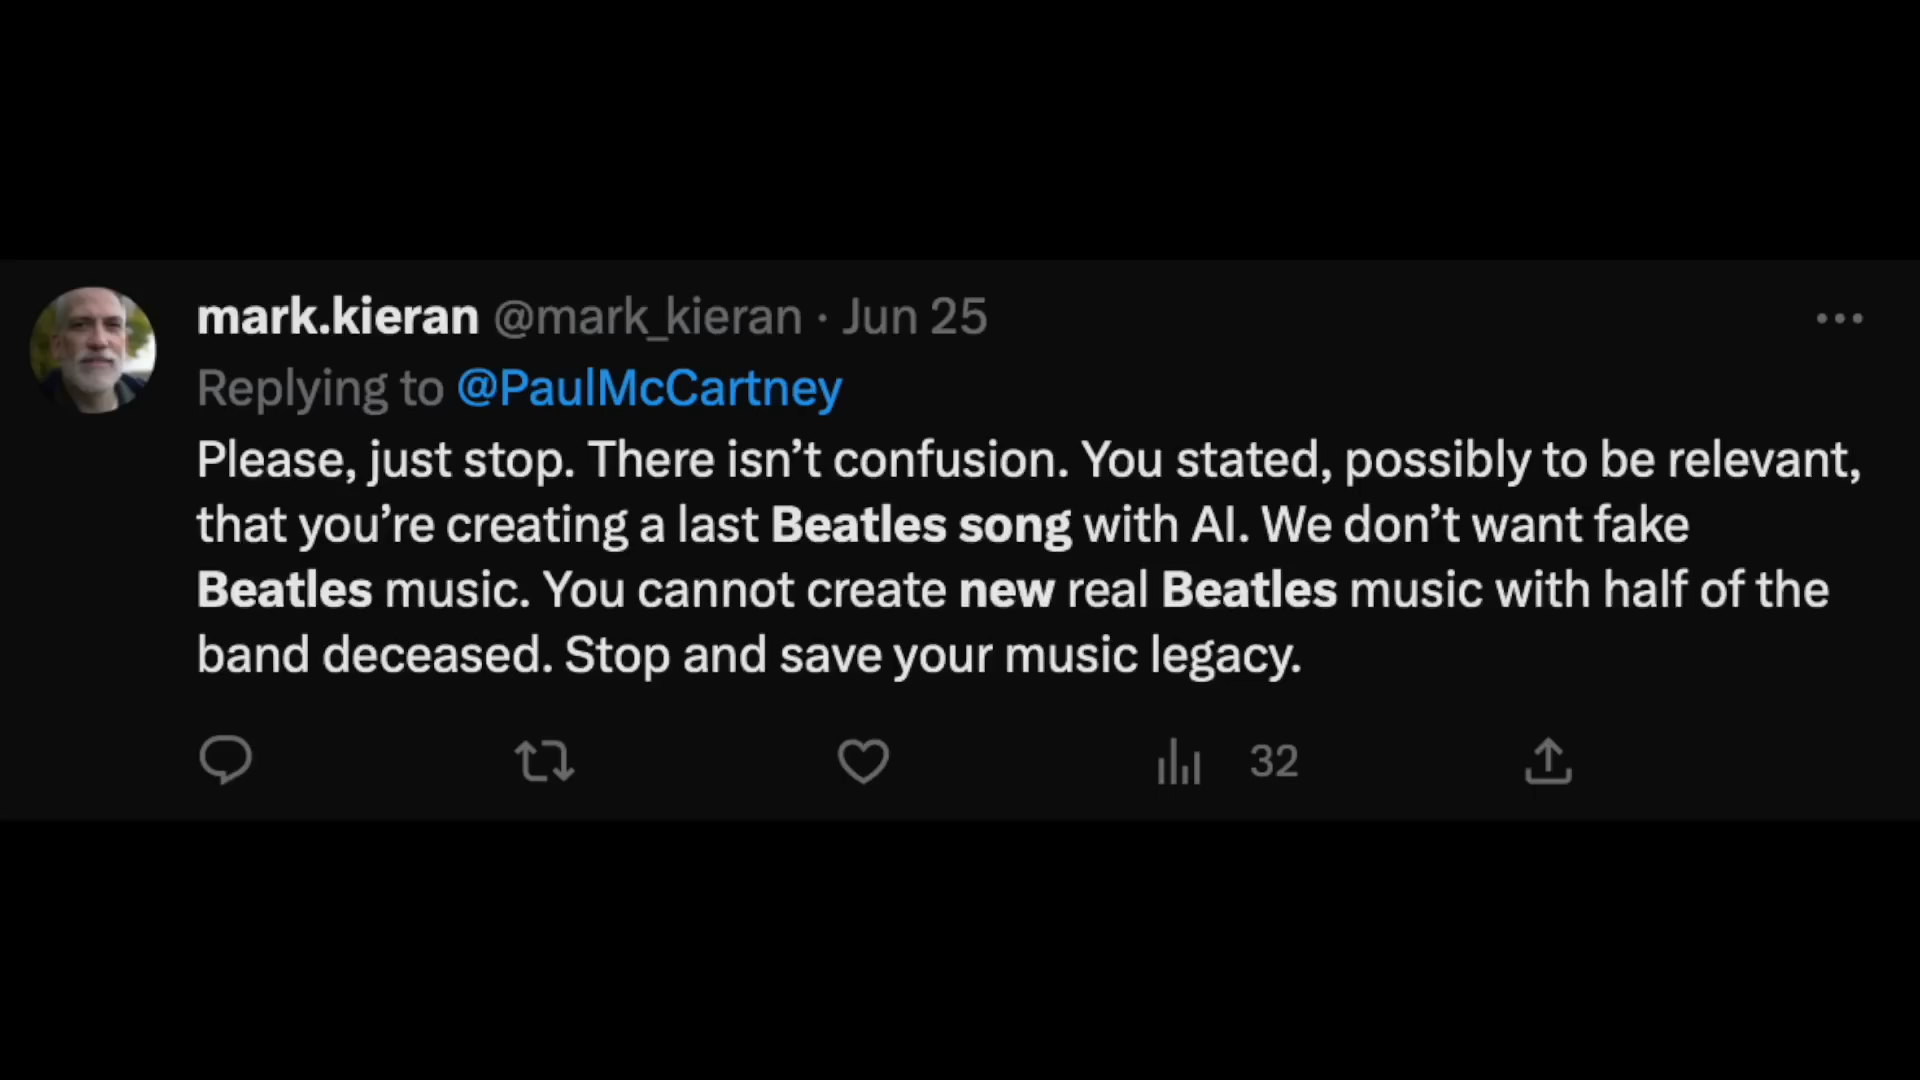 mark.kieran @mark_kieran · Jun 25
Replying to @PaulMcCartney
Please, just stop. There isn’t confusion. You stated, possibly to be relevant,
that you’re creating a last Beatles song with AI. We don’t want fake
Beatles music. You cannot create new real Beatles music with half of the
band deceased. Stop and save your music legacy.
32